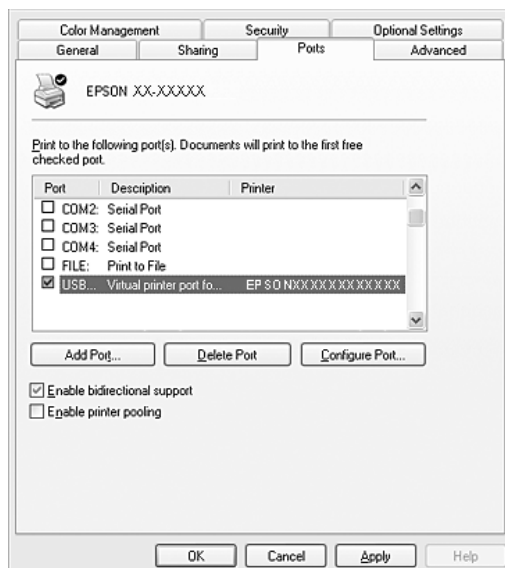 Color Management Security Optional Settings
General Sharing Ports Advanced
EPSON XX-XXXXX
Print to the following port(s). Documents will print to the first free
checked port.
Port Description Printer
COM2: Serial Port
COM3: Serial Port
COM4: Serial Port
FILE: Print to File
USB... Virtual printer port fo... EPSONXXXXXXXXXXXX
Add Port... Delete Port Configure Port...
Enable bidirectional support
Enable printer pooling
OK Cancel Apply Help